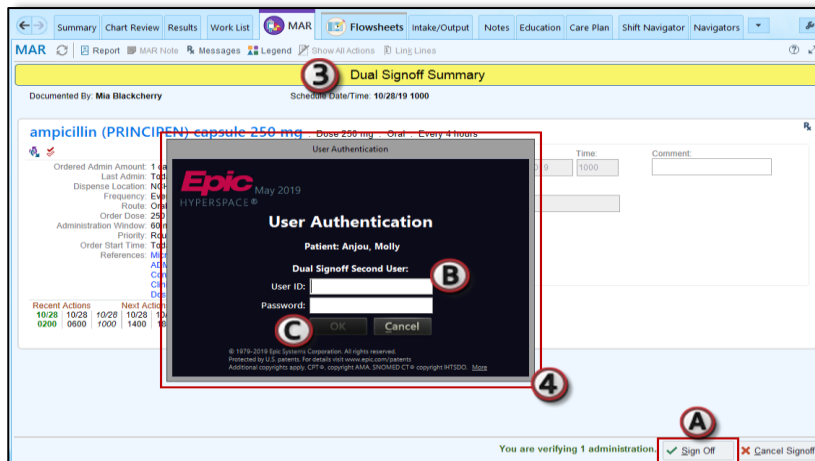 Summary Chart Review Results Work List MAR Flowsheets Intake/Output Notes Education Care Plan Shift Navigator Navigators
MAR Report MAR Note Messages Legend Show All Actions Link Lines
3 Dual Signoff Summary
Documented By: Mia Blackcherry Schedule Date/Time: 10/28/19 1000
ampicillin (PRINCIPEN) capsule 250 mg : Dose 250 mg : Oral : Every 4 hours
User Authentication
Time: Comment:
1000
Ordered Admin Amount: 1
Last Admin:
Dispense Location:
Frequency:
Route:
Order Dose: 250
Administration Window: 60
Priority:
Order Start Time:
References:
Epic May 2019
HYPERSPACE®
User Authentication
Patient: Anjou, Molly
Dual Signoff Second User:
User ID: B
Password:
C OK Cancel
© 1979-2019 Epic Systems Corporation. All rights reserved.
Protected by U.S. patents. For details visit www.epic.com/patents
Additional copyrights apply. CPT®, copyright AMA. SNOMED CT® copyright IHTSDO. More
4
Recent Actions Next
10/28 10/28 10/28 10/28
0200 0600 1000 1400
A
You are verifying 1 administration. Sign Off Cancel Signoff